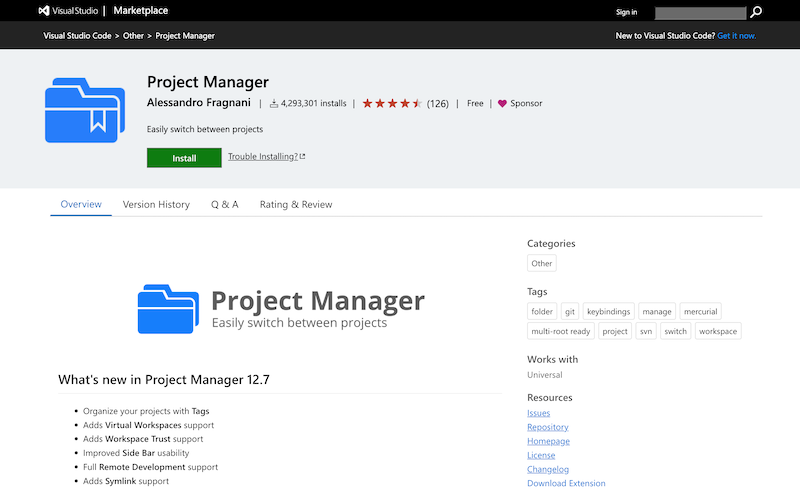 Visual Studio | Marketplace
Sign in
Visual Studio Code > Other > Project Manager
New to Visual Studio Code? Get it now.
Project Manager
Alessandro Fragnani | 4,293,301 installs | (126) | Free | Sponsor
Easily switch between projects
Install Trouble Installing?
Overview Version History Q & A Rating & Review
Project Manager
Easily switch between projects
What's new in Project Manager 12.7
• Organize your projects with Tags
• Adds Virtual Workspaces support
• Adds Workspace Trust support
• Improved Side Bar usability
• Full Remote Development support
• Adds Symlink support
Categories
Other
Tags
folder git keybindings manage mercurial
multi-root ready project svn switch workspace
Works with
Universal
Resources
Issues
Repository
Homepage
License
Changelog
Download Extension